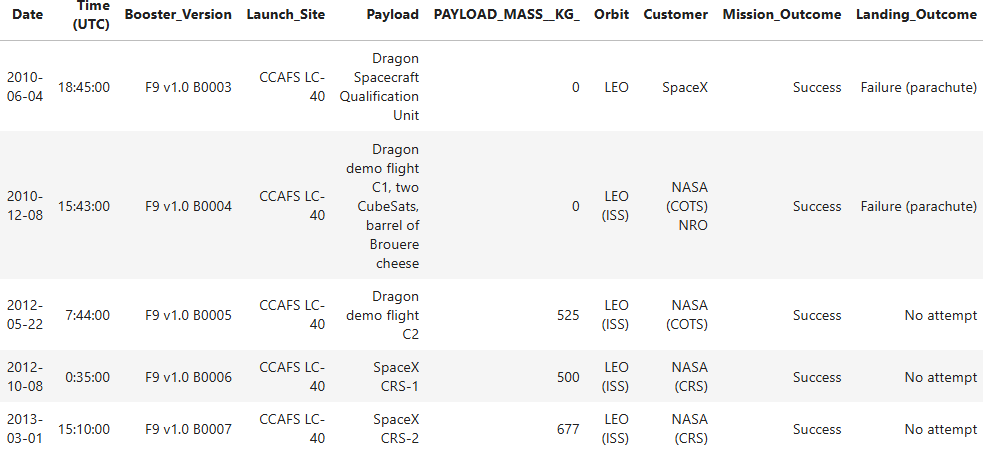 Date Time (UTC) Booster_Version Launch_Site Payload PAYLOAD_MASS__KG_ Orbit Customer Mission_Outcome Landing_Outcome
2010-06-04 18:45:00 F9 v1.0 B0003 CCAFS LC-40 Dragon Spacecraft Qualification Unit 0 LEO SpaceX Success Failure (parachute)
2010-12-08 15:43:00 F9 v1.0 B0004 CCAFS LC-40 Dragon demo flight C1, two CubeSats, barrel of Brouere cheese 0 LEO (ISS) NASA (COTS) NRO Success Failure (parachute)
2012-05-22 7:44:00 F9 v1.0 B0005 CCAFS LC-40 Dragon demo flight C2 525 LEO (ISS) NASA (COTS) Success No attempt
2012-10-08 0:35:00 F9 v1.0 B0006 CCAFS LC-40 SpaceX CRS-1 500 LEO (ISS) NASA (CRS) Success No attempt
2013-03-01 15:10:00 F9 v1.0 B0007 CCAFS LC-40 SpaceX CRS-2 677 LEO (ISS) NASA (CRS) Success No attempt